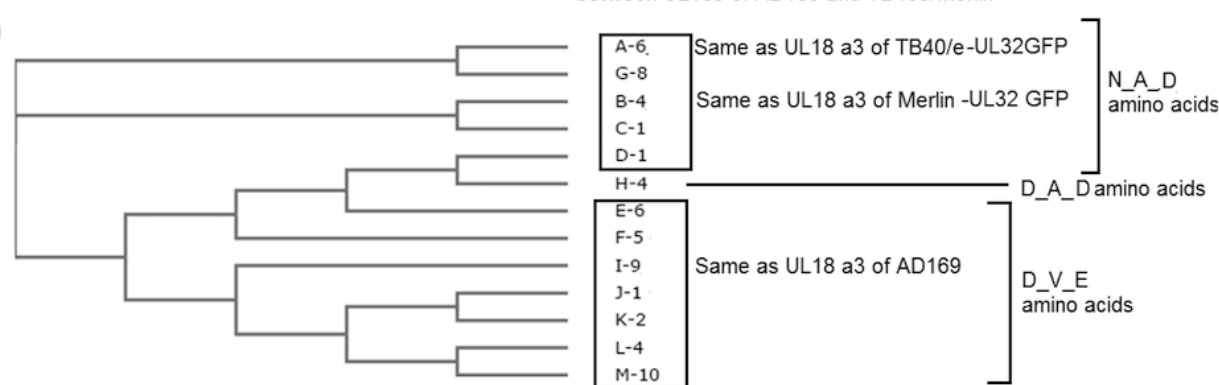 A-6 Same as UL18 a3 of TB40/e-UL32GFP
G-8
B-4 Same as UL18 a3 of Merlin -UL32 GFP
C-1
D-1
H-4
E-6
F-5
I-9 Same as UL18 a3 of AD169
J-1
K-2
L-4
M-10
N_A_D
amino acids
D_A_D amino acids
D_V_E
amino acids